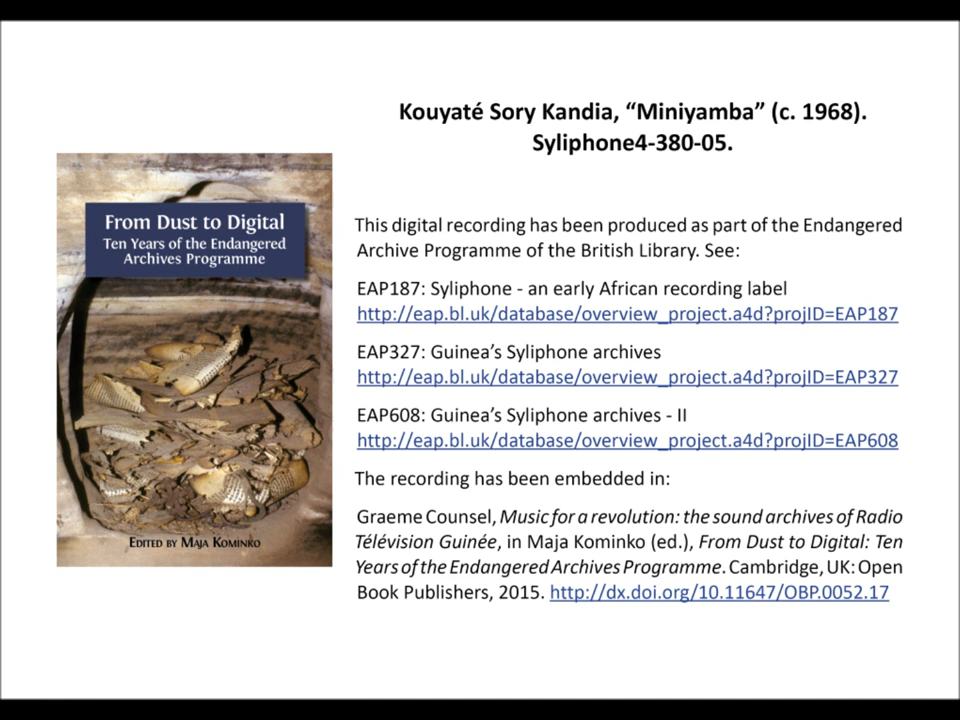 Kouyaté Sory Kandia, “Miniyamba” (c. 1968).
Syliphone4-380-05.
From Dust to Digital
Ten Years of the Endangered
Archives Programme
EDITED BY MAJA KOMINKO
This digital recording has been produced as part of the Endangered
Archive Programme of the British Library. See:
EAP187: Syliphone - an early African recording label
http://eap.bl.uk/database/overview_project.a4d?projID=EAP187
EAP327: Guinea’s Syliphone archives
http://eap.bl.uk/database/overview_project.a4d?projID=EAP327
EAP608: Guinea’s Syliphone archives - II
http://eap.bl.uk/database/overview_project.a4d?projID=EAP608
The recording has been embedded in:
Graeme Counsel, Music for a revolution: the sound archives of Radio
Télévision Guinée, in Maja Kominko (ed.), From Dust to Digital: Ten
Years of the Endangered Archives Programme. Cambridge, UK: Open
Book Publishers, 2015. http://dx.doi.org/10.11647/OBP.0052.17